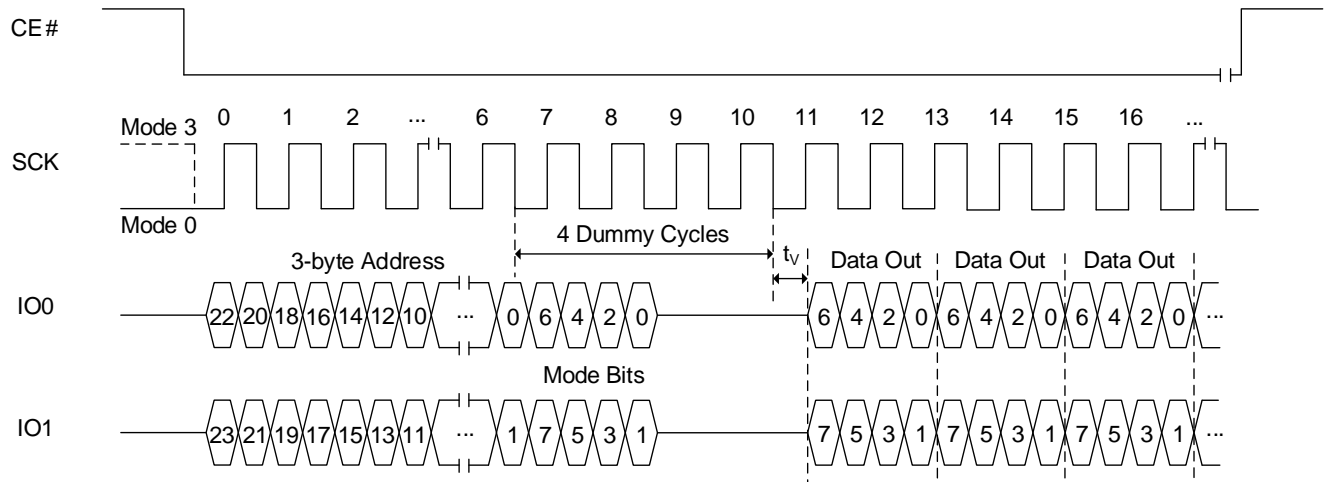 CE#
Mode 3
0 1 2 ... 6 7 8 9 10 11 12 13 14 15 16 ...
SCK
Mode 0
4 Dummy Cycles
3-byte Address
tV
Data Out Data Out Data Out
IO0
22 20 18 16 14 12 10 ... 0 6 4 2 0 6 4 2 0 6 4 2 0 6 4 2 0 ...
Mode Bits
IO1
23 21 19 17 15 13 11 ... 1 7 5 3 1 7 5 3 1 7 5 3 1 7 5 3 1 ...